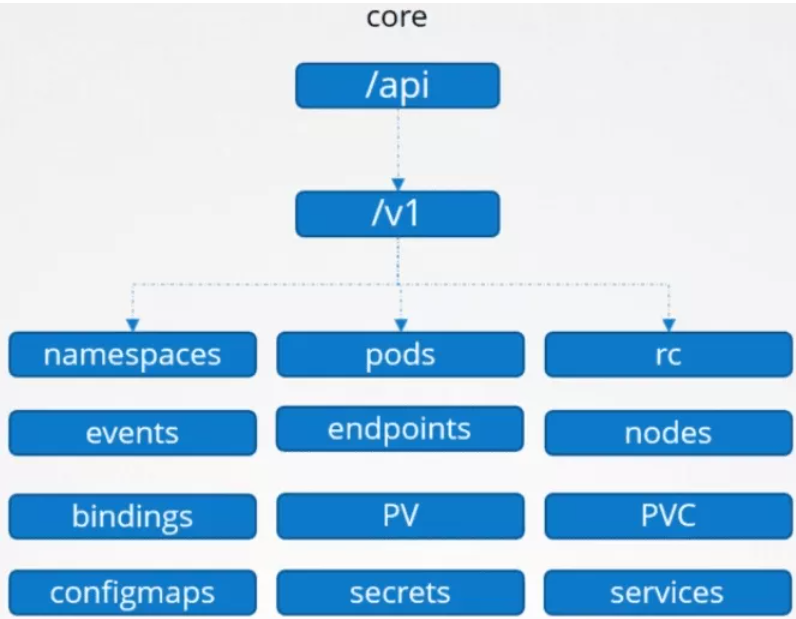 core
/api
/v1
namespaces
pods
rc
events
endpoints
nodes
bindings
PV
PVC
configmaps
secrets
services